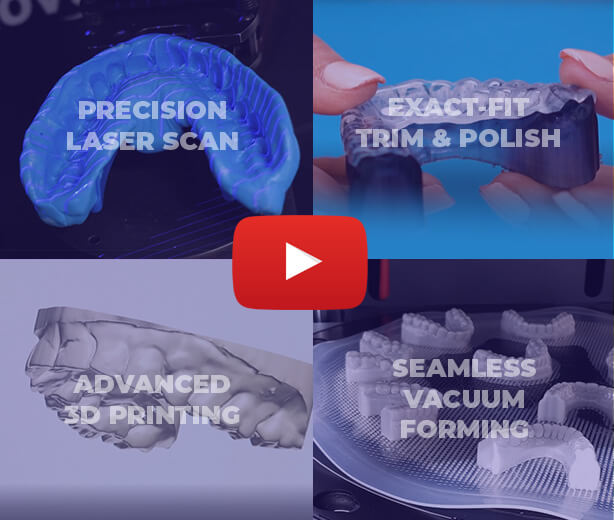 PRECISION
LASER SCAN
EXACT-FIT
TRIM & POLISH
ADVANCED
3D PRINTING
SEAMLESS
VACUUM
FORMING